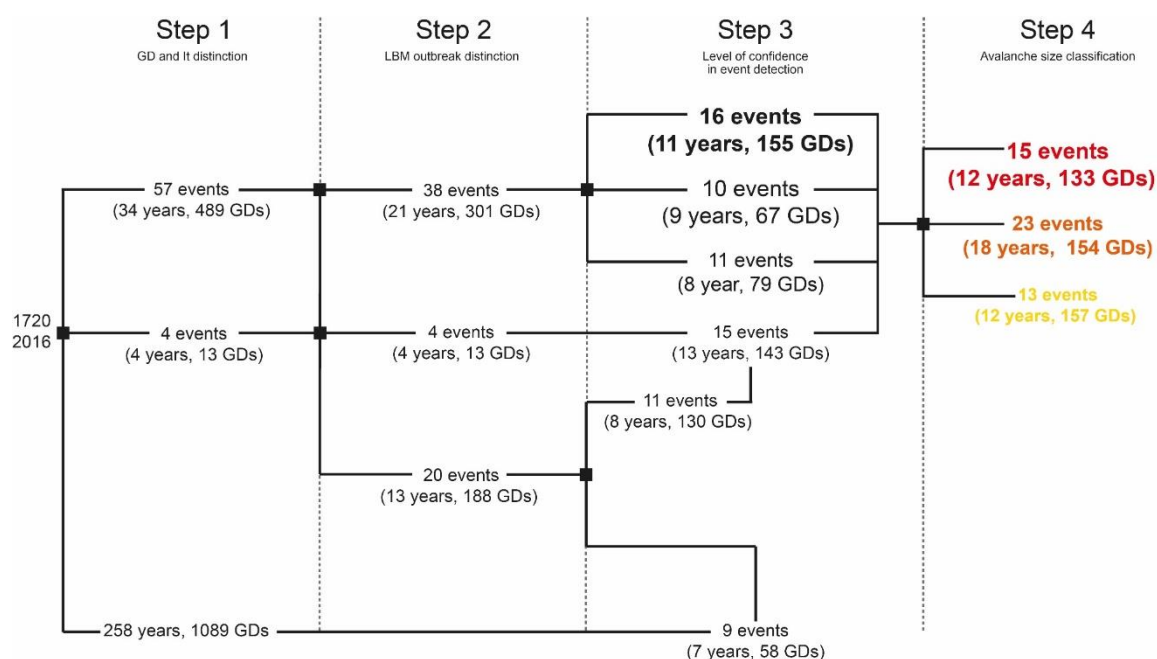 Step 1
GD and It distinction
Step 2
LBM outbreak distinction
Step 3
Level of confidence
in event detection
Step 4
Avalanche size classification
16 events
(11 years, 155 GDs)
15 events
(12 years, 133 GDs)
57 events
(34 years, 489 GDs)
38 events
(21 years, 301 GDs)
10 events
(9 years, 67 GDs)
23 events
(18 years, 154 GDs)
11 events
(8 year, 79 GDs)
13 events
(12 years, 157 GDs)
1720
2016
4 events
(4 years, 13 GDs)
4 events
(4 years, 13 GDs)
15 events
(13 years, 143 GDs)
11 events
(8 years, 130 GDs)
20 events
(13 years, 188 GDs)
258 years, 1089 GDs
9 events
(7 years, 58 GDs)